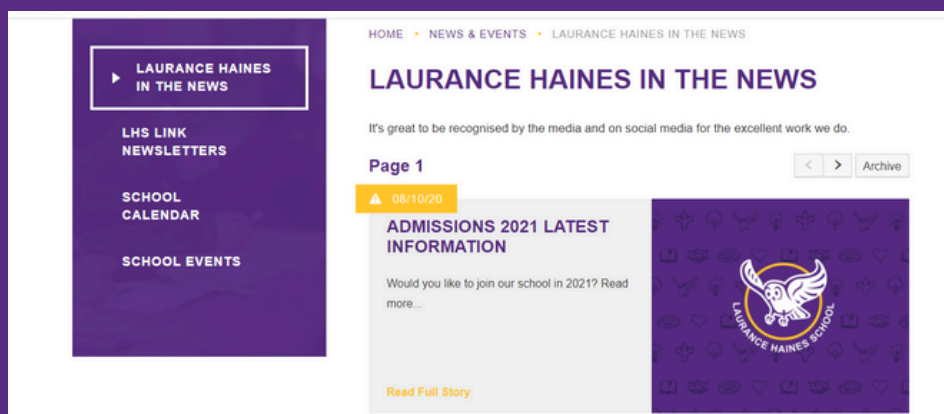 HOME • NEWS & EVENTS • LAURANCE HAINES IN THE NEWS
LAURANCE HAINES
IN THE NEWS
LHS LINK
NEWSLETTERS
SCHOOL
CALENDAR
SCHOOL EVENTS
LAURANCE HAINES IN THE NEWS
It's great to be recognised by the media and on social media for the excellent work we do.
Page 1
< > Archive
08/10/20
ADMISSIONS 2021 LATEST
INFORMATION
Would you like to join our school in 2021? Read
more...
Read Full Story
LAURANCE HAINES SCHOOL